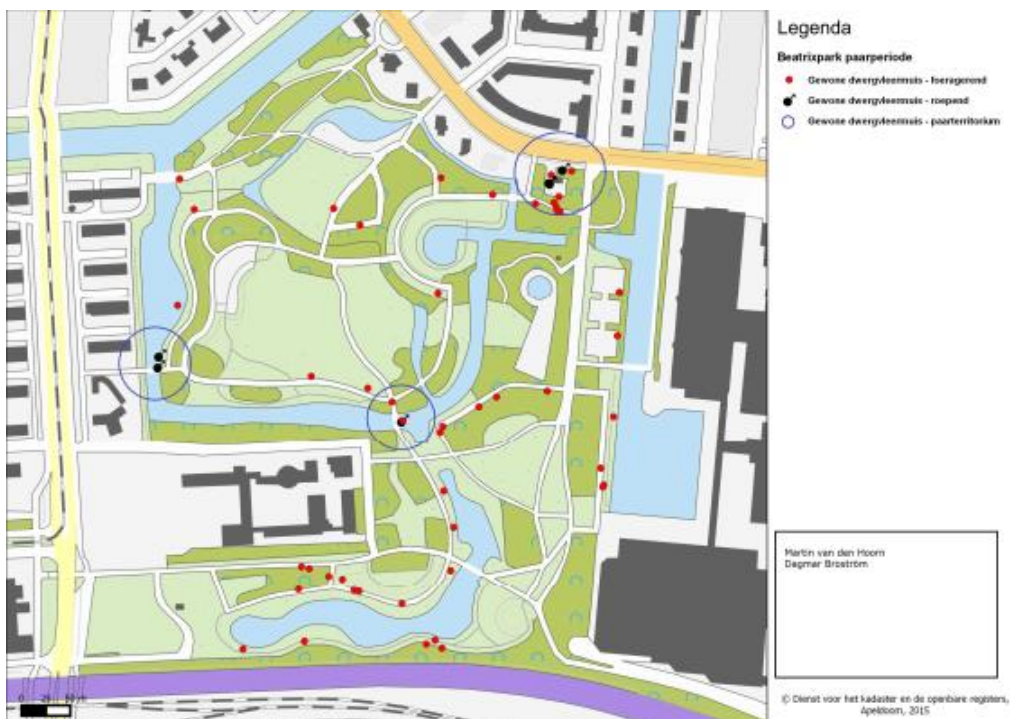 Legenda
Beatrixpark paarperiode
Gewone dwergvleermuis - foeragerend
Gewone dwergvleermuis - roepend
Gewone dwergvleermuis - paarterritorium
Martin van den Hoorn
Dagmar Broström
© Dienst voor het kadaster en de openbare registers,
Apeldoorn, 2015
0